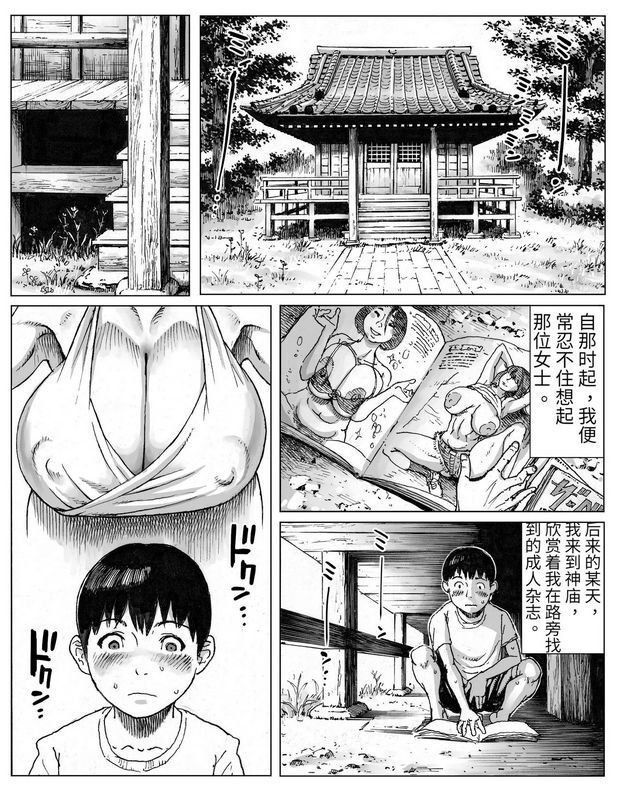 自那时起，我便
常忍不住想起
那位女士。
后来的某天，
我来到神庙，
欣赏着我在路旁找
到的成人杂志。
ドクン
ドクン